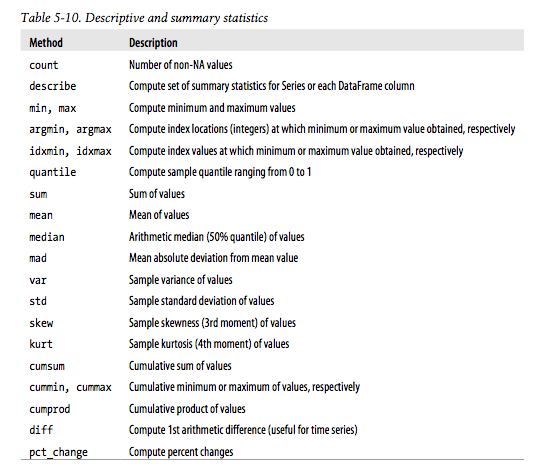 Table 5-10. Descriptive and summary statistics
Method Description
count Number of non-NA values
describe Compute set of summary statistics for Series or each DataFrame column
min, max Compute minimum and maximum values
argmin, argmax Compute index locations (integers) at which minimum or maximum value obtained, respectively
idxmin, idxmax Compute index values at which minimum or maximum value obtained, respectively
quantile Compute sample quantile ranging from 0 to 1
sum Sum of values
mean Mean of values
median Arithmetic median (50% quantile) of values
mad Mean absolute deviation from mean value
var Sample variance of values
std Sample standard deviation of values
skew Sample skewness (3rd moment) of values
kurt Sample kurtosis (4th moment) of values
cumsum Cumulative sum of values
cummin, cummax Cumulative minimum or maximum of values, respectively
cumprod Cumulative product of values
diff Compute 1st arithmetic difference (useful for time series)
pct_change Compute percent changes